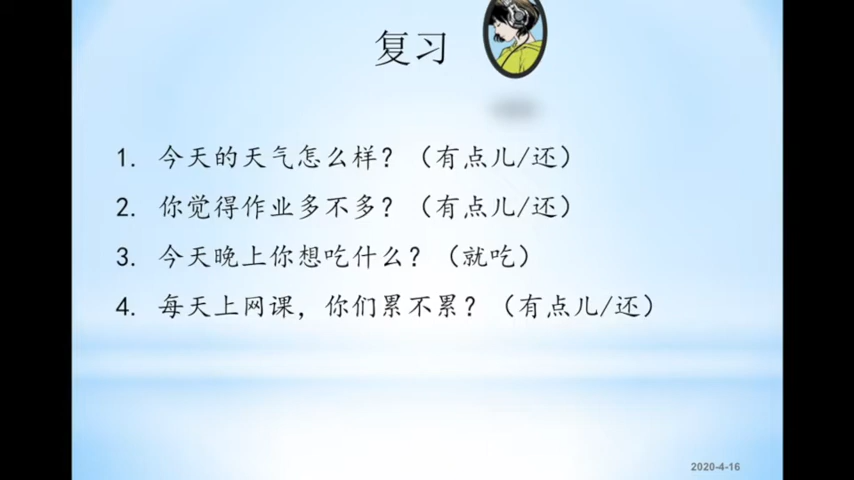 复习
1. 今天的天气怎么样？（有点儿/还）
2. 你觉得作业多不多？（有点儿/还）
3. 今天晚上你想吃什么？（就吃）
4. 每天上网课，你们累不累？（有点儿/还）
2020-4-16